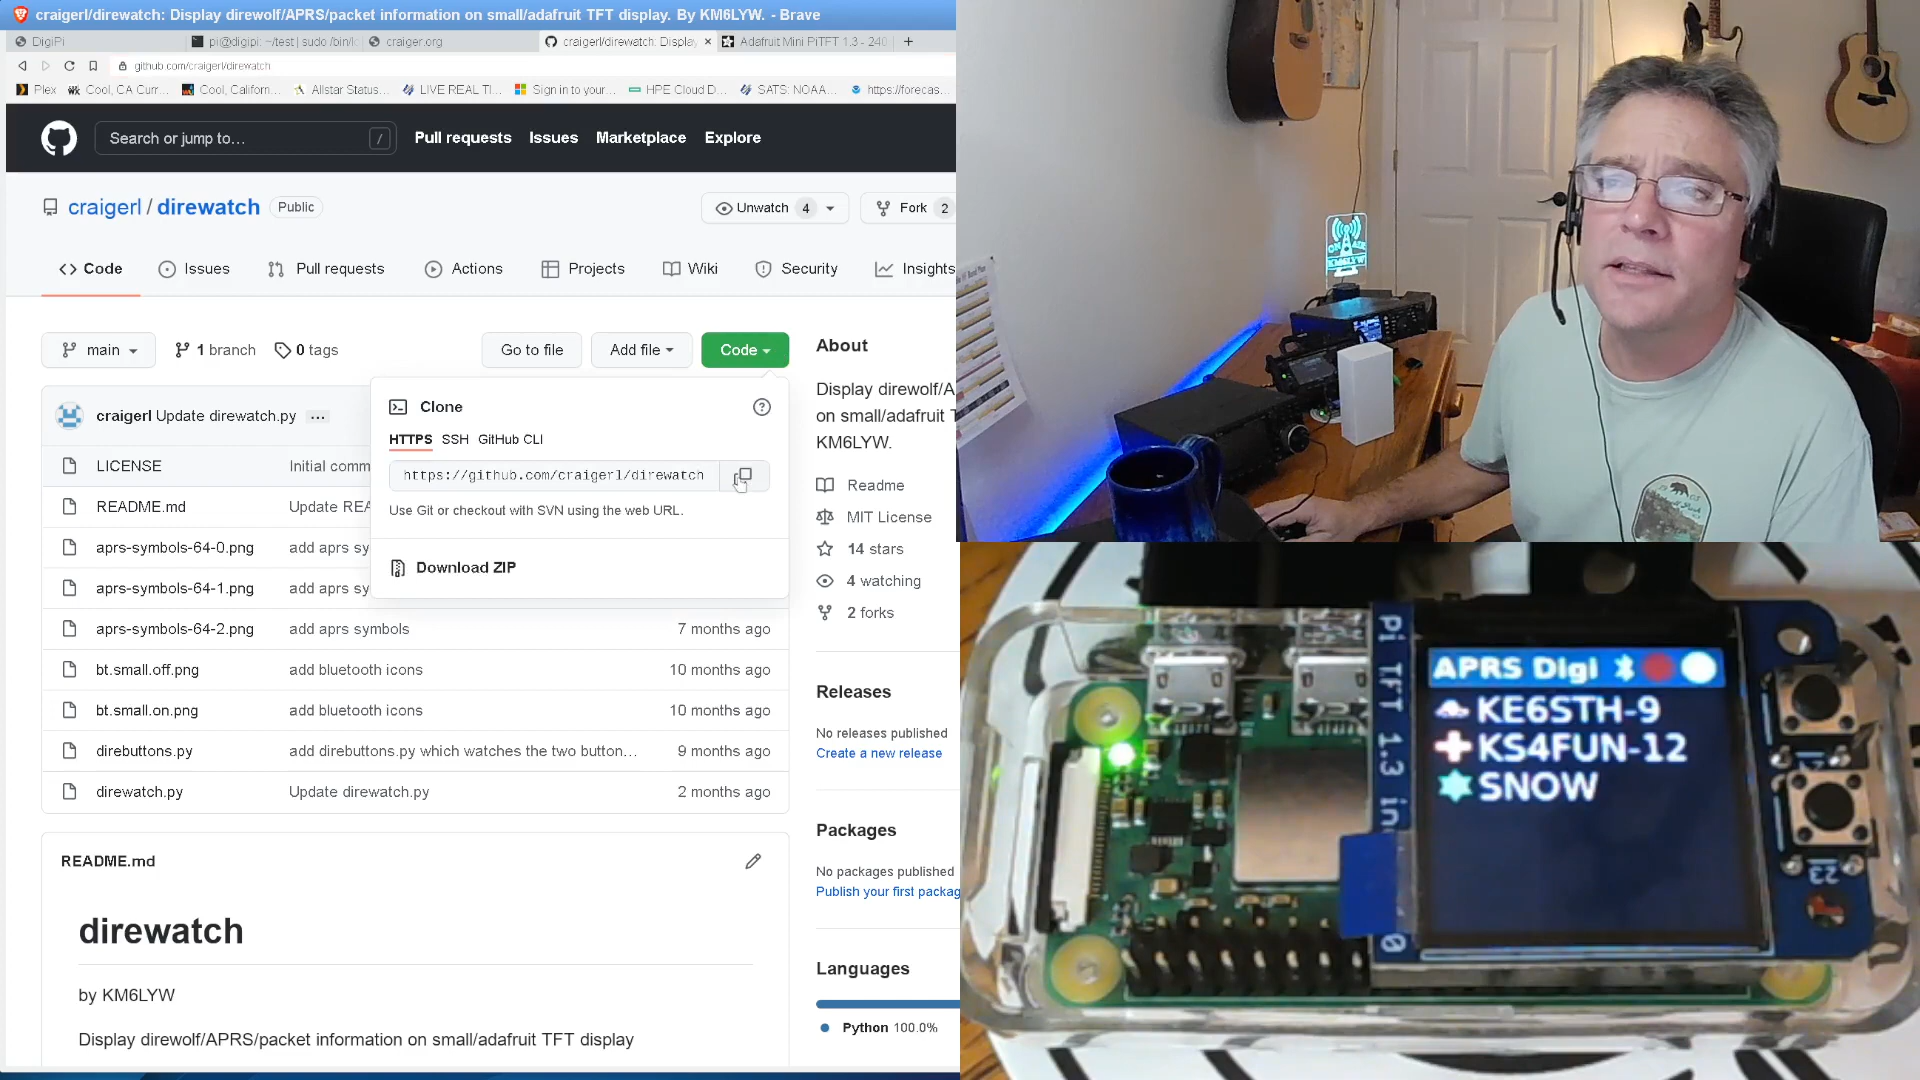 craigerl/direwatch: Display direwolf/APRS/packet information on small/adafruit TFT display. By KM6LYW. - Brave
DigiPi
pi@digipi: ~/test | sudo /bin/k
craiger.org
craigerl/direwatch: Display
Adafruit Mini PiTFT 1.3 - 240
github.com/craigerl/direwatch
Plex
Cool, CA Curr...
Cool, Californ...
Allstar Status...
LIVE REAL TI...
Sign in to your...
HPE Cloud D...
SATS: NOAA...
https://forecas...
Search or jump to...
/
Pull requests
Issues
Marketplace
Explore
craigerl / direwatch
Public
Unwatch 4
Fork 2
Code
Issues
Pull requests
Actions
Projects
Wiki
Security
Insights
main
1 branch
0 tags
Go to file
Add file
Code
craigerl Update direwatch.py ...
Clone
HTTPS SSH GitHub CLI
https://github.com/craigerl/direwatch
Use Git or checkout with SVN using the web URL.
Download ZIP
LICENSE
Initial comm
README.md
Update REA
aprs-symbols-64-0.png
add aprs sy
aprs-symbols-64-1.png
add aprs sy
aprs-symbols-64-2.png
add aprs symbols
7 months ago
bt.small.off.png
add bluetooth icons
10 months ago
bt.small.on.png
add bluetooth icons
10 months ago
direbuttons.py
add direbuttons.py which watches the two button...
9 months ago
direwatch.py
Update direwatch.py
2 months ago
README.md
direwatch
by KM6LYW
Display direwolf/APRS/packet information on small/adafruit TFT display
About
Display direwolf/A
on small/adafruit T
KM6LYW.
Readme
MIT License
14 stars
4 watching
2 forks
Releases
No releases published
Create a new release
Packages
No packages published
Publish your first packag
Languages
Python 100.0%
ON AIR
KM6LYW
Pi TFT 1.3 in
APRS Digi
KE6STH-9
KS4FUN-12
SNOW
23